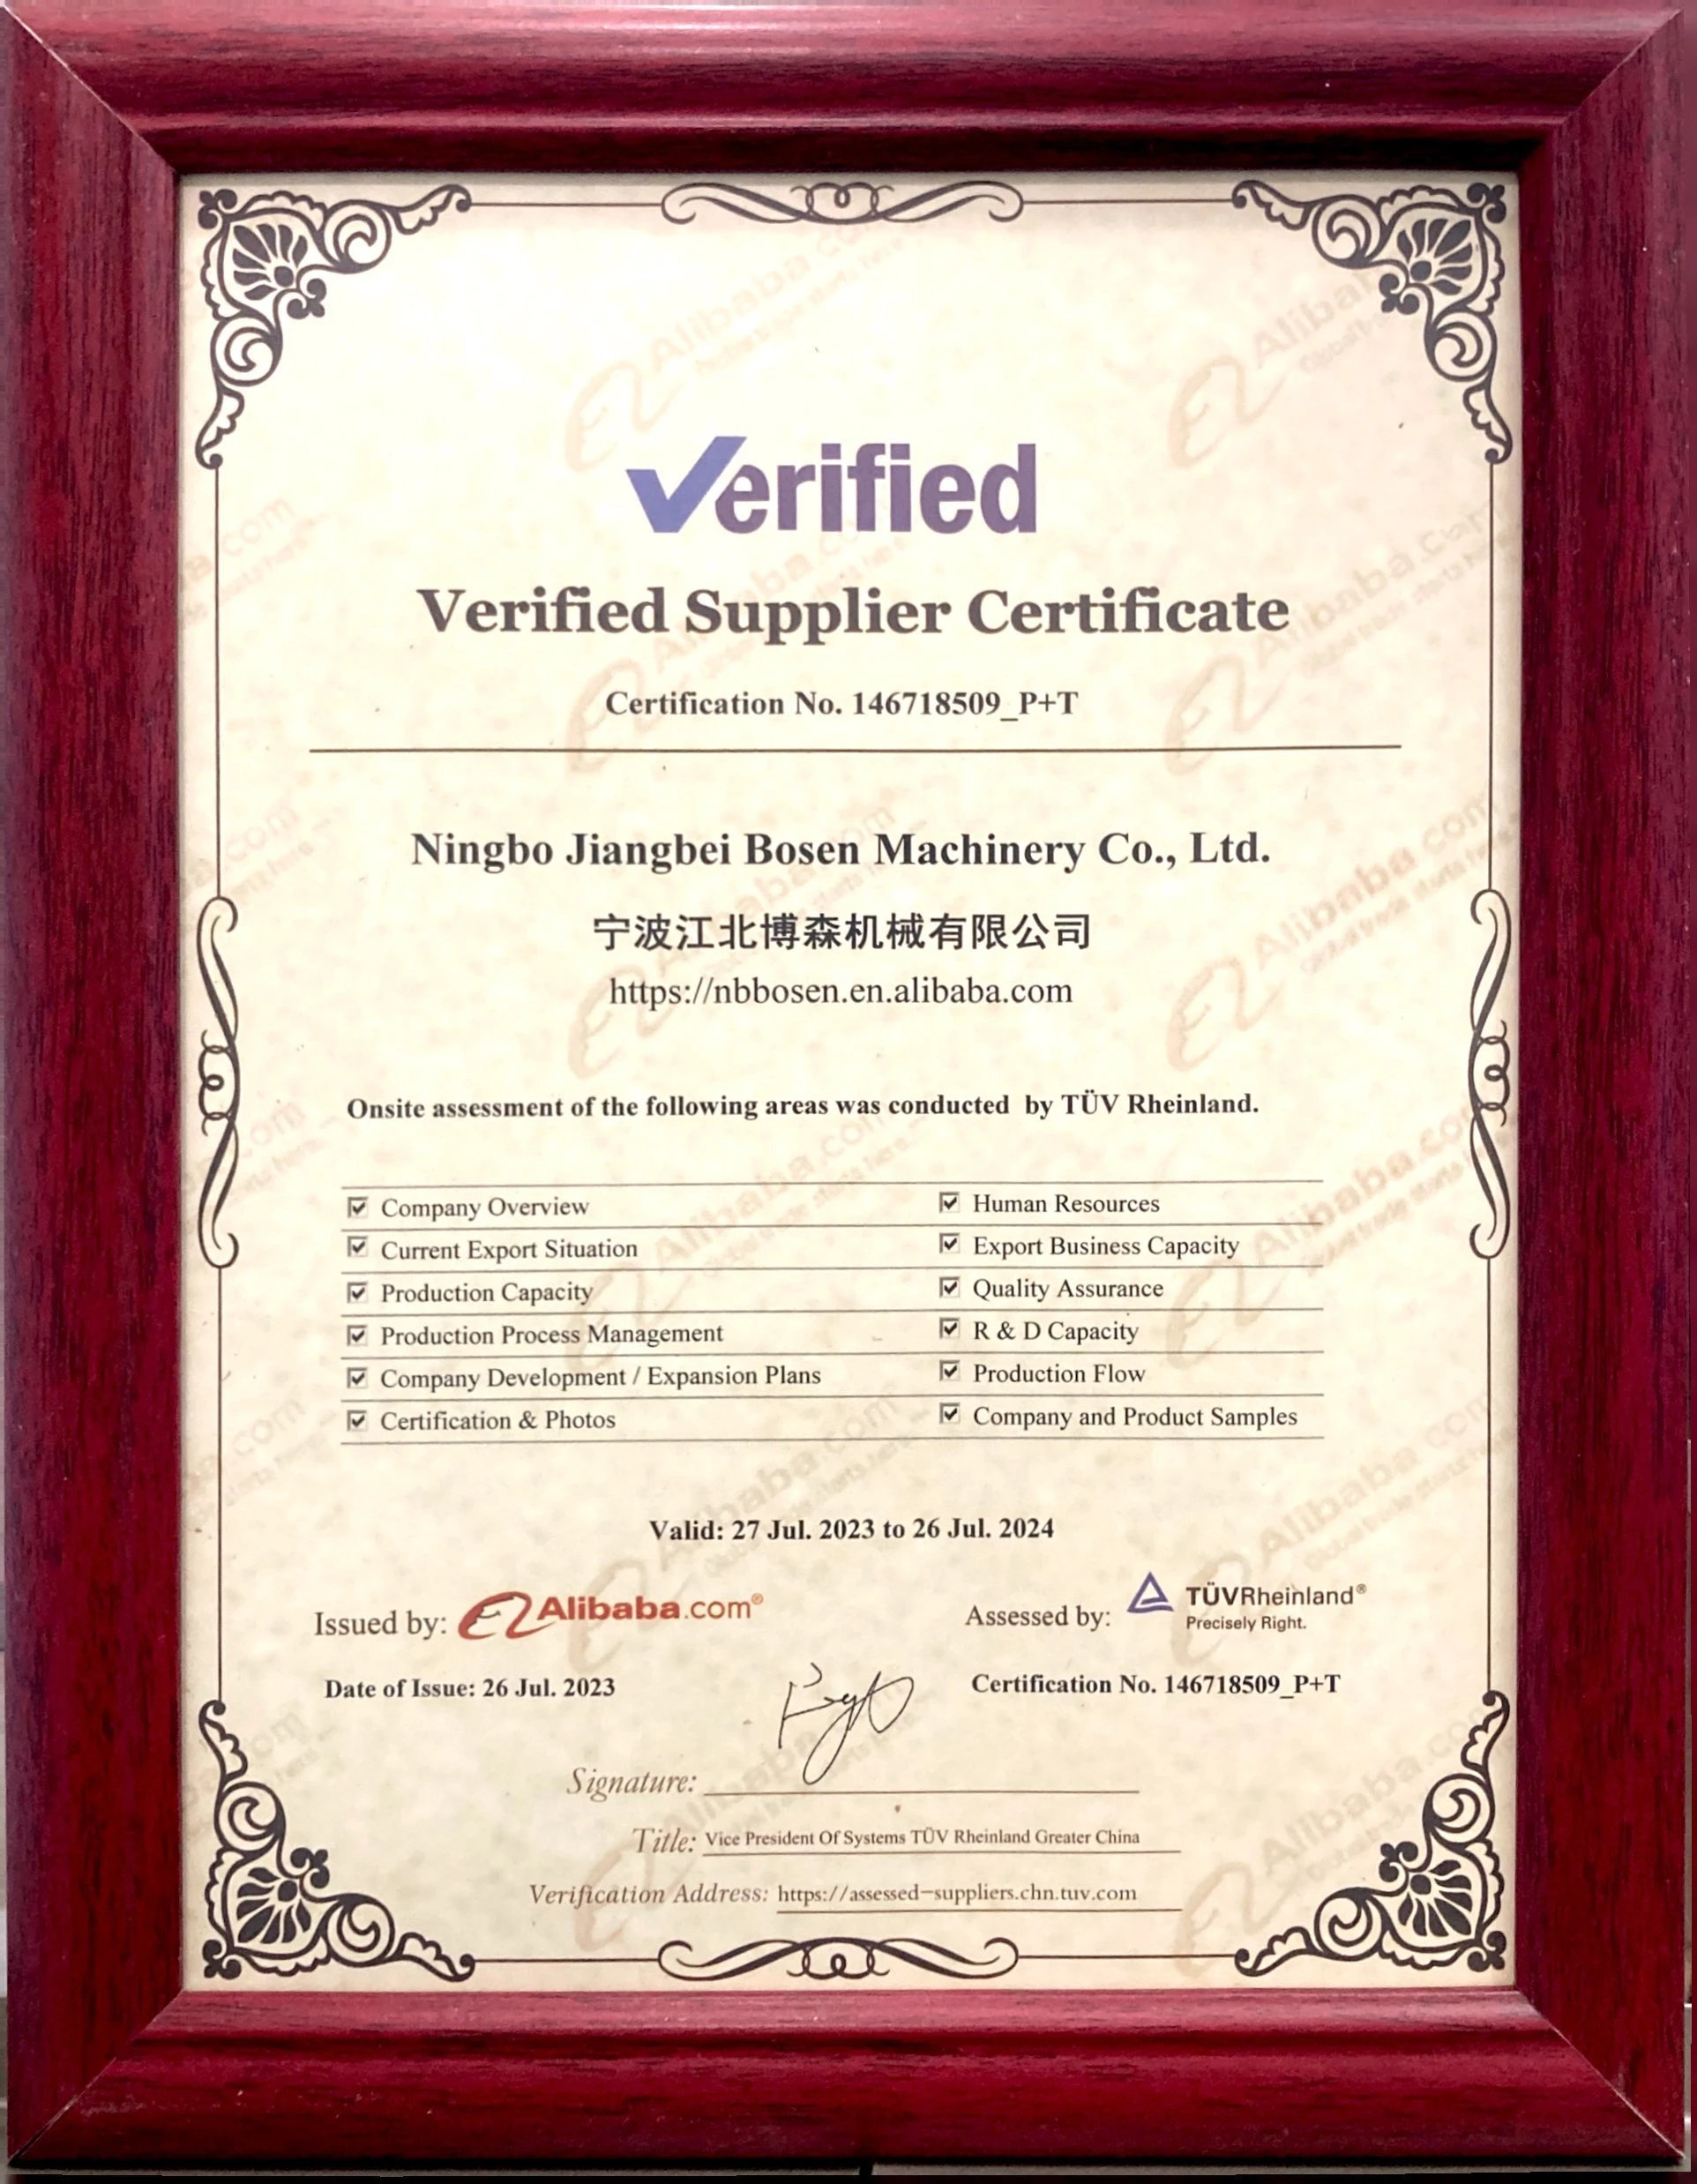 Verified
Verified Supplier Certificate
Certification No. 146718509_P+T
Ningbo Jiangbei Bosen Machinery Co., Ltd.
宁波江北博森机械有限公司
https://nbbosen.en.alibaba.com
Onsite assessment of the following areas was conducted by TÜV Rheinland.
Company Overview Human Resources
Current Export Situation Export Business Capacity
Production Capacity Quality Assurance
Production Process Management R & D Capacity
Company Development / Expansion Plans Production Flow
Certification & Photos Company and Product Samples
Valid: 27 Jul. 2023 to 26 Jul. 2024
Issued by: Alibaba.com® Assessed by: TÜVRheinland®
Precisely Right.
Date of Issue: 26 Jul. 2023 Certification No. 146718509_P+T
Signature:
Title: Vice President Of Systems TÜV Rheinland Greater China
Verification Address: https://assessed-suppliers.chn.tuv.com